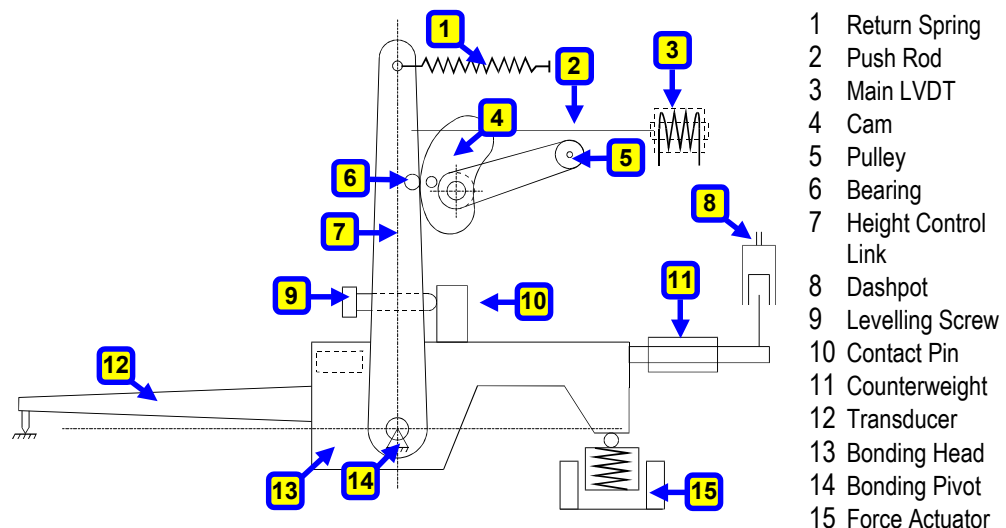 1
2
3
4
5
6
7
8
9
10
11
12
13
14
15
1 Return Spring
2 Push Rod
3 Main LVDT
4 Cam
5 Pulley
6 Bearing
7 Height Control
Link
8 Dashpot
9 Levelling Screw
10 Contact Pin
11 Counterweight
12 Transducer
13 Bonding Head
14 Bonding Pivot
15 Force Actuator